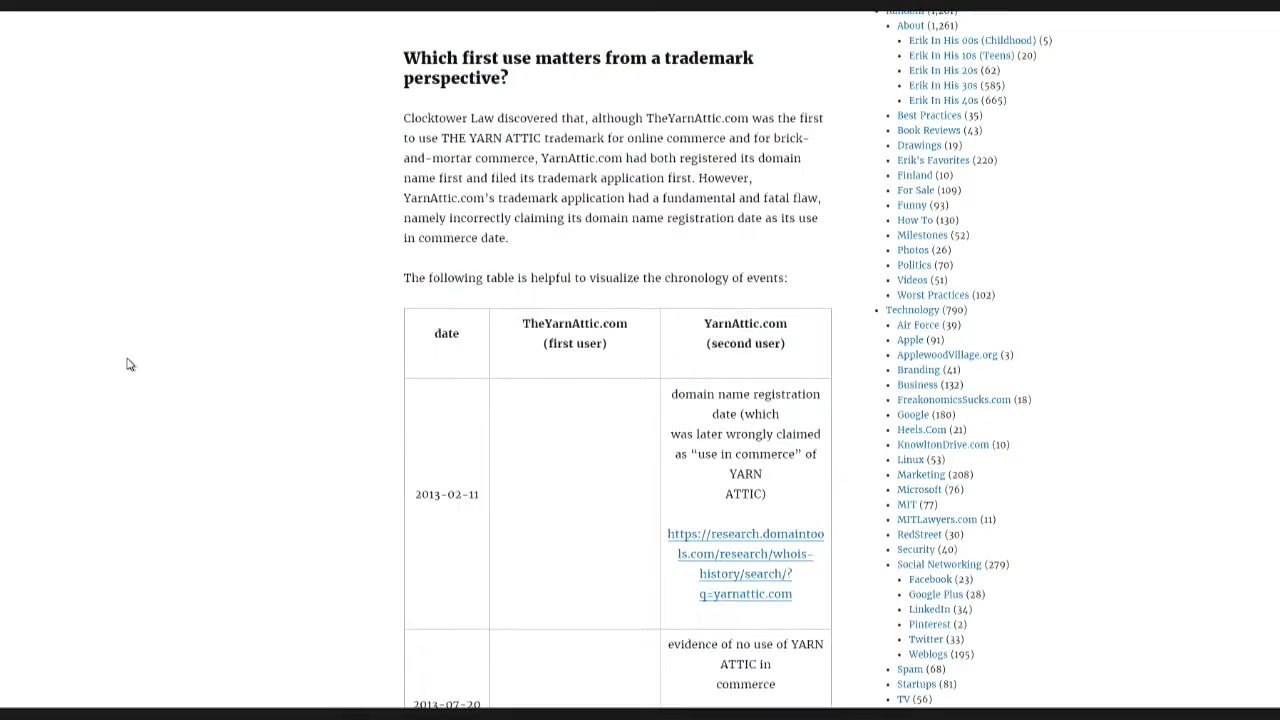 Which first use matters from a trademark
perspective?
Clocktower Law discovered that, although TheYarnAttic.com was the first
to use THE YARN ATTIC trademark for online commerce and for brick-
and-mortar commerce, YarnAttic.com had both registered its domain
name first and filed its trademark application first. However,
YarnAttic.com's trademark application had a fundamental and fatal flaw,
namely incorrectly claiming its domain name registration date as its use
in commerce date.
The following table is helpful to visualize the chronology of events:
date
TheYarnAttic.com
(first user)
YarnAttic.com
(second user)
2013-02-11
domain name registration
date (which
was later wrongly claimed
as “use in commerce” of
YARN
ATTIC)
https://research.domaintoo
ls.com/research/whois-
history/search/?
q=yarnattic.com
2013-07-20
evidence of no use of YARN
ATTIC in
commerce
Random (1,261)
About (1,261)
Erik In His 00s (Childhood) (5)
Erik In His 10s (Teens) (20)
Erik In His 20s (62)
Erik In His 30s (585)
Erik In His 40s (665)
Best Practices (35)
Book Reviews (43)
Drawings (19)
Erik's Favorites (220)
Finland (10)
For Sale (109)
Funny (93)
How To (130)
Milestones (52)
Photos (26)
Politics (70)
Videos (51)
Worst Practices (102)
Technology (790)
Air Force (39)
Apple (91)
ApplewoodVillage.org (3)
Branding (41)
Business (132)
FreakonomicsSucks.com (18)
Google (180)
Heels.Com (21)
KnowltonDrive.com (10)
Linux (53)
Marketing (208)
Microsoft (76)
MIT (77)
MITLawyers.com (11)
RedStreet (30)
Security (40)
Social Networking (279)
Facebook (23)
Google Plus (28)
LinkedIn (34)
Pinterest (2)
Twitter (33)
Weblogs (195)
Spam (68)
Startups (81)
TV (56)